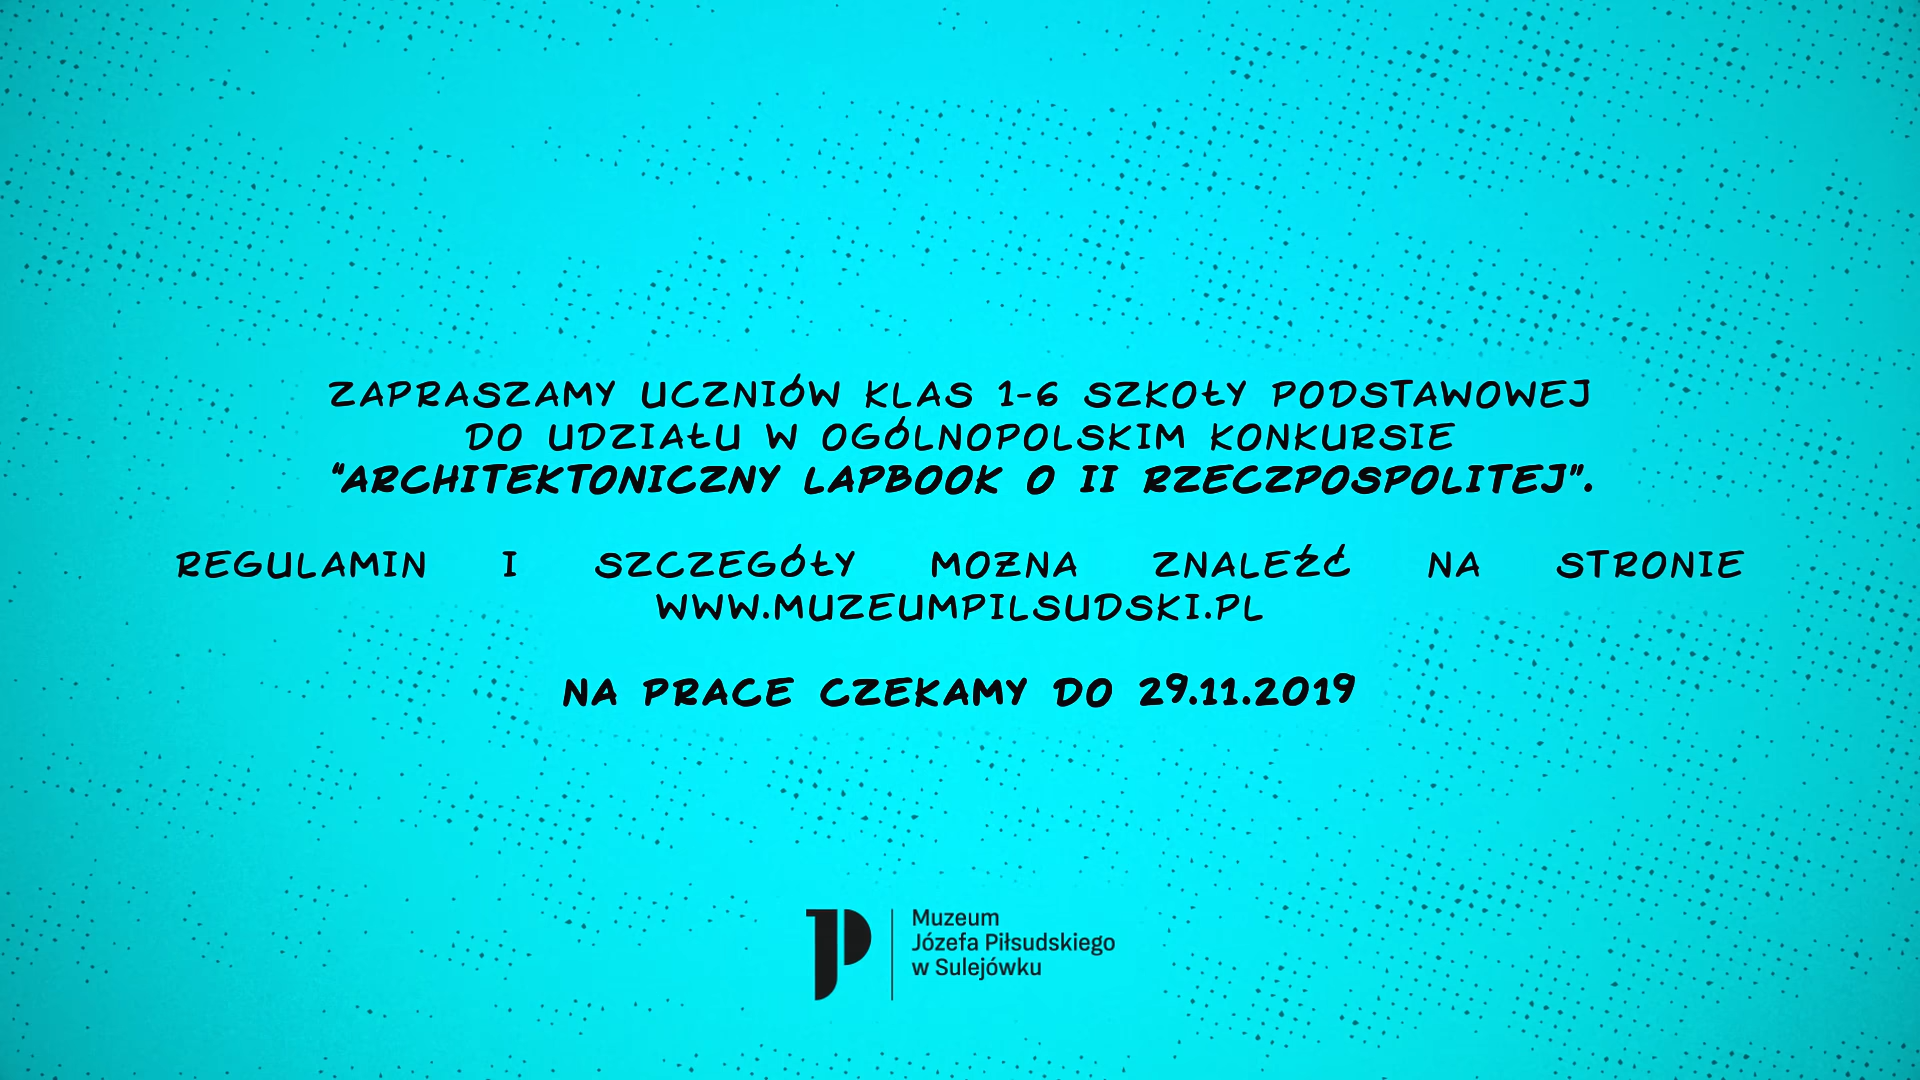 ZAPRASZAMY UCZNIÓW KLAS 1-6 SZKOŁY PODSTAWOWEJ
DO UDZIAŁU W OGÓLNOPOLSKIM KONKURSIE
"ARCHITEKTONICZNY LAPBOOK O II RZECZPOSPOLITEJ".
REGULAMIN I SZCZEGÓŁY MOZNA ZNALEŹĆ NA STRONIE
WWW.MUZEUMPILSUDSKI.PL
NA PRACE CZEKAMY DO 29.11.2019
Muzeum
Józefa Piłsudskiego
w Sulejówku